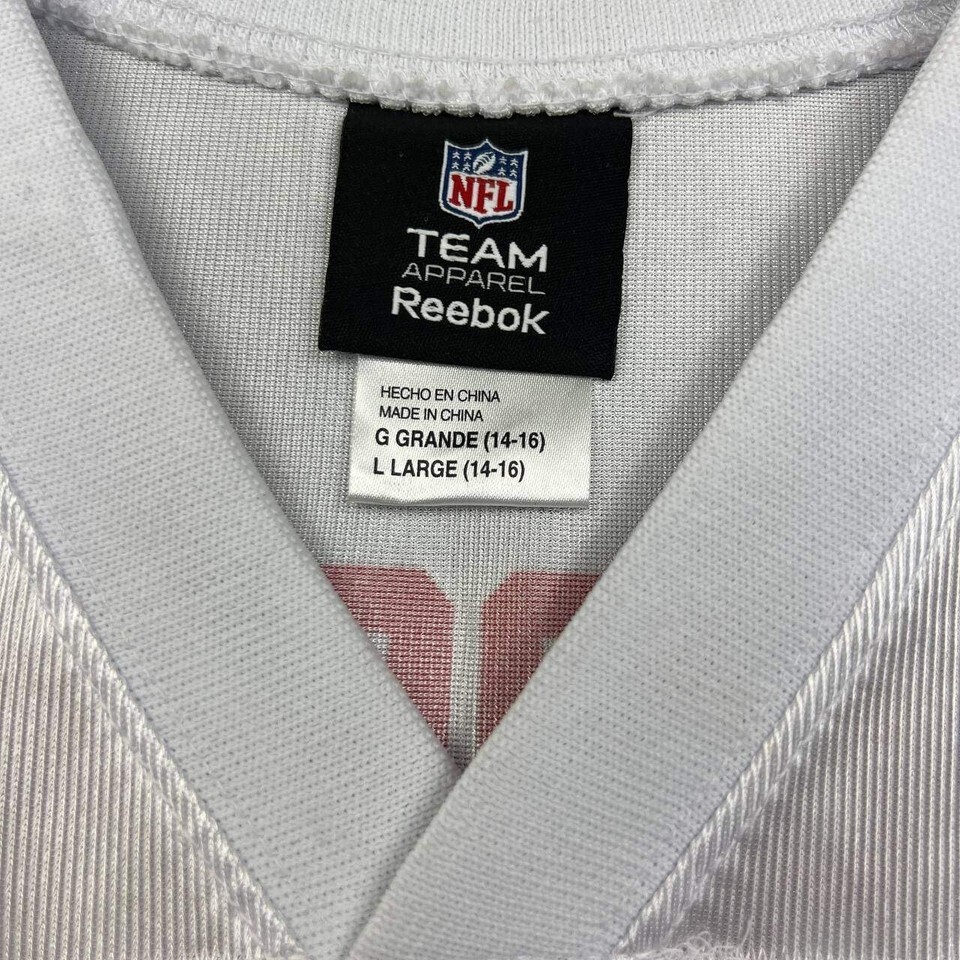 NFL
TEAM
APPAREL
Reebok
HECHO EN CHINA
MADE IN CHINA
G GRANDE (14-16)
L LARGE (14-16)